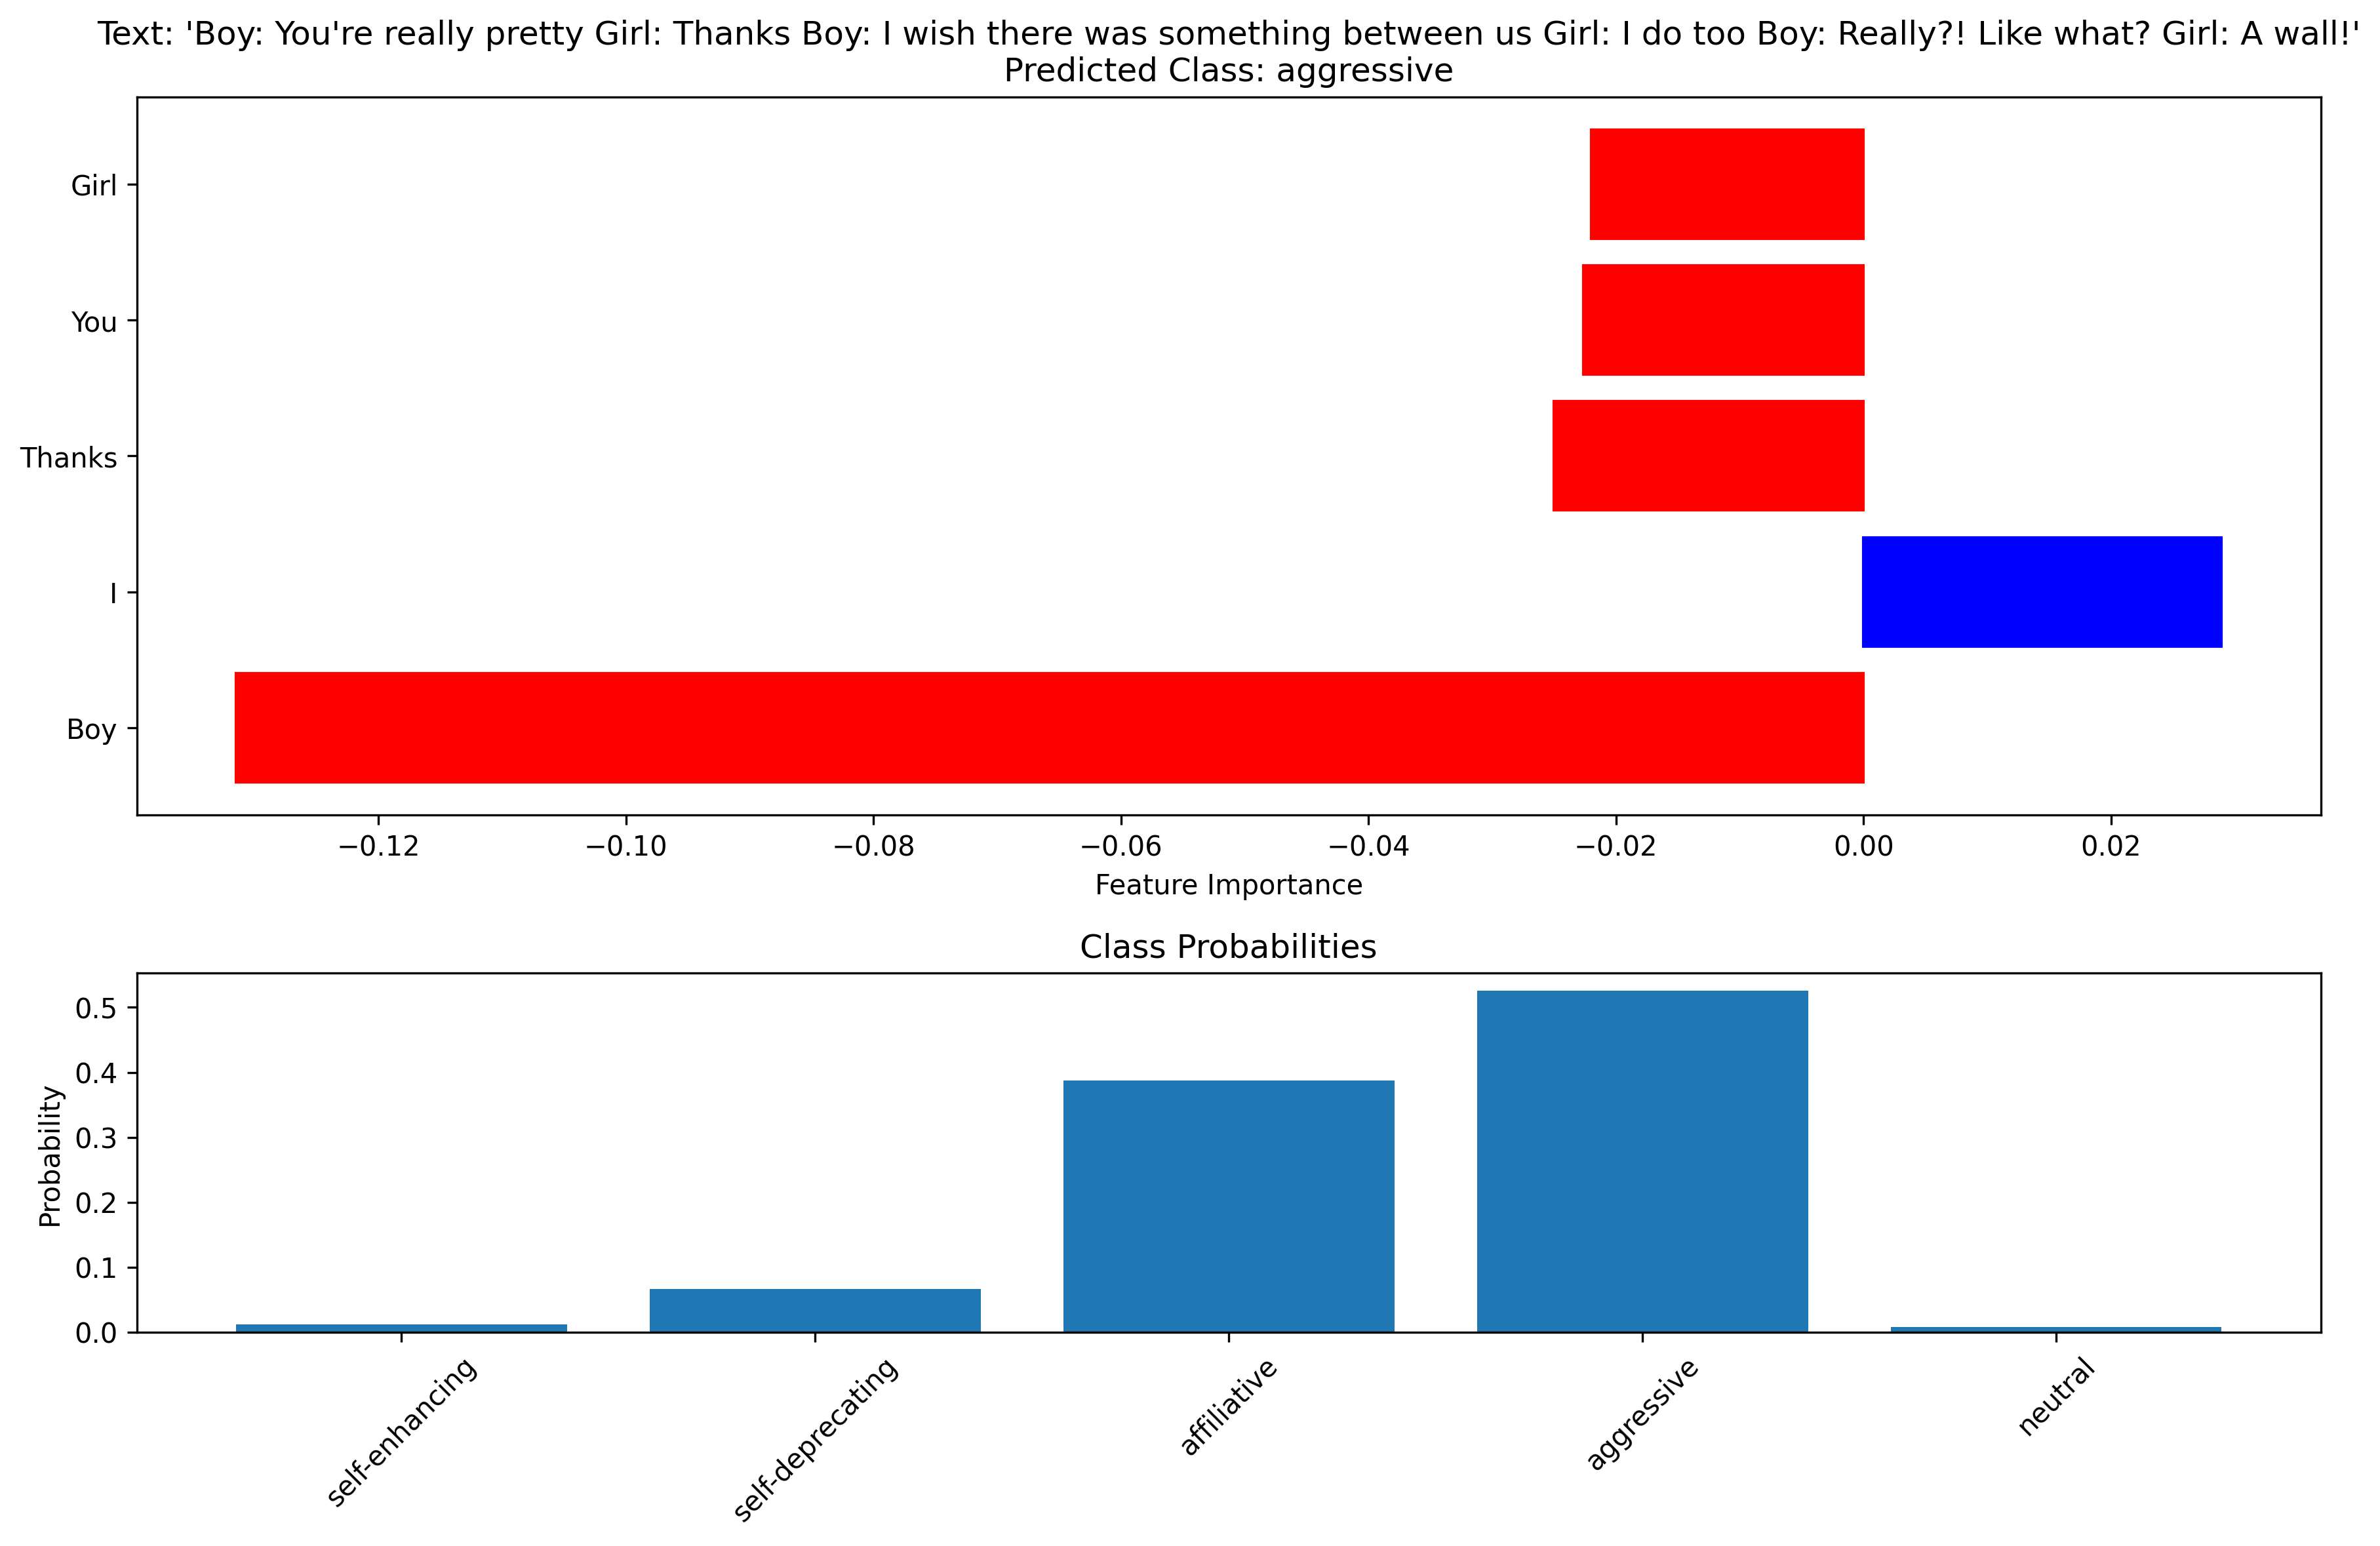 Text: 'Boy: You're really pretty Girl: Thanks Boy: I wish there was something between us Girl: I do too Boy: Really?! Like what? Girl: A wall!'
Predicted Class: aggressive
Girl
You
Thanks
I
Boy
−0.12 −0.10 −0.08 −0.06 −0.04 −0.02 0.00 0.02
Feature Importance
Class Probabilities
Probability
0.5
0.4
0.3
0.2
0.1
0.0
self-enhancing self-deprecating affiliative aggressive neutral